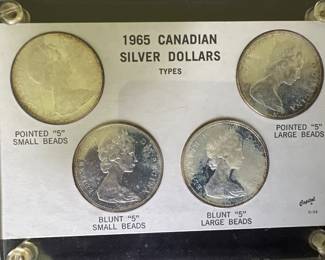 1965 CANADIAN
SILVER DOLLARS
TYPES
POINTED "5"
SMALL BEADS
POINTED "5"
LARGE BEADS
BLUNT "5"
SMALL BEADS
BLUNT "5"
LARGE BEADS
Capital